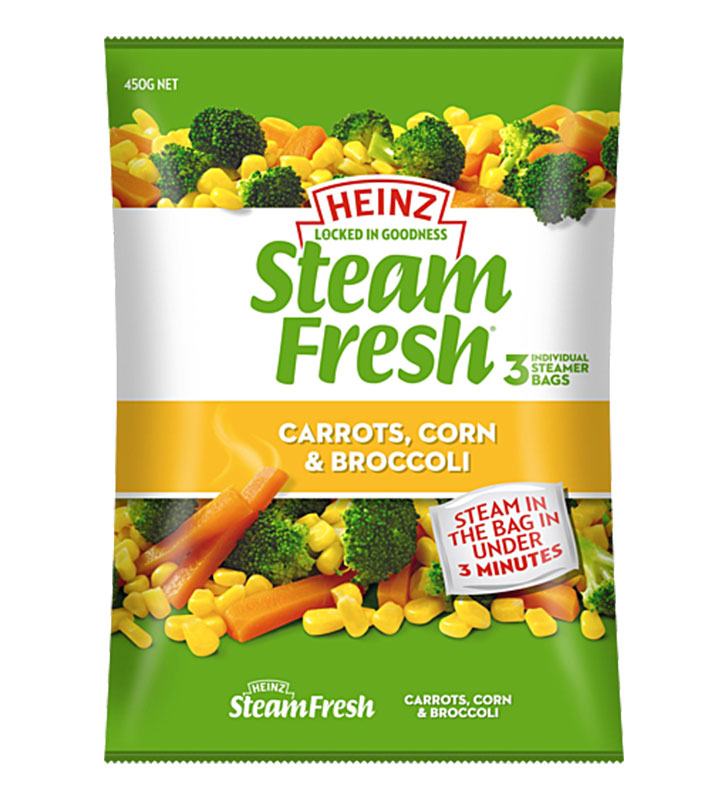 450G NET
HEINZ
LOCKED IN GOODNESS
Steam
Fresh
3 INDIVIDUAL
STEAMER
BAGS
CARROTS, CORN
& BROCCOLI
STEAM IN
THE BAG IN
UNDER
3 MINUTES
HEINZ
SteamFresh
CARROTS, CORN
& BROCCOLI